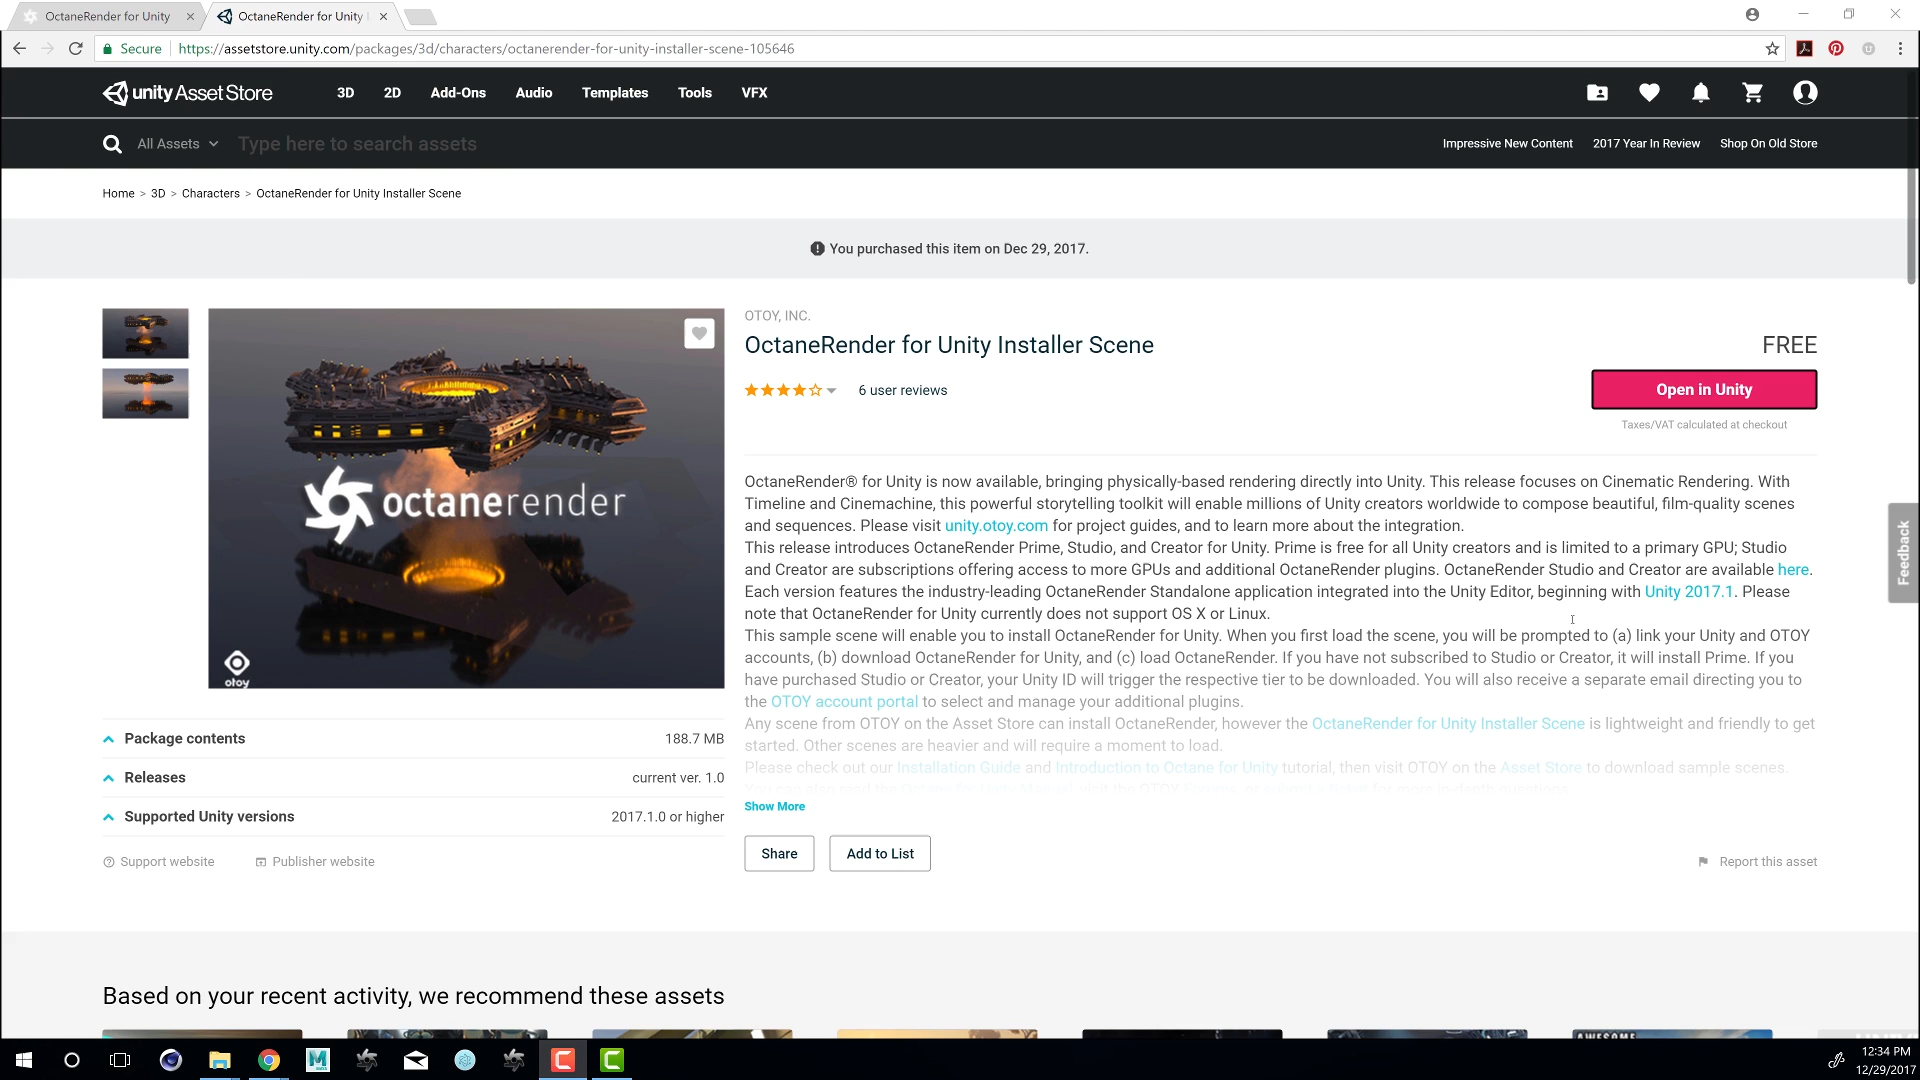 OctaneRender for Unity
OctaneRender for Unity
Secure
https://assetstore.unity.com/packages/3d/characters/octanerender-for-unity-installer-scene-105646
unity Asset Store
3D
2D
Add-Ons
Audio
Templates
Tools
VFX
All Assets
Type here to search assets
Impressive New Content
2017 Year In Review
Shop On Old Store
Home > 3D > Characters > OctaneRender for Unity Installer Scene
You purchased this item on Dec 29, 2017.
octanerender
otoy
OTOY, INC.
OctaneRender for Unity Installer Scene
FREE
6 user reviews
Open in Unity
Taxes/VAT calculated at checkout
OctaneRender® for Unity is now available, bringing physically-based rendering directly into Unity. This release focuses on Cinematic Rendering. With
Timeline and Cinemachine, this powerful storytelling toolkit will enable millions of Unity creators worldwide to compose beautiful, film-quality scenes
and sequences. Please visit unity.otoy.com for project guides, and to learn more about the integration.
This release introduces OctaneRender Prime, Studio, and Creator for Unity. Prime is free for all Unity creators and is limited to a primary GPU; Studio
and Creator are subscriptions offering access to more GPUs and additional OctaneRender plugins. OctaneRender Studio and Creator are available here.
Each version features the industry-leading OctaneRender Standalone application integrated into the Unity Editor, beginning with Unity 2017.1. Please
note that OctaneRender for Unity currently does not support OS X or Linux.
This sample scene will enable you to install OctaneRender for Unity. When you first load the scene, you will be prompted to (a) link your Unity and OTOY
accounts, (b) download OctaneRender for Unity, and (c) load OctaneRender. If you have not subscribed to Studio or Creator, it will install Prime. If you
have purchased Studio or Creator, your Unity ID will trigger the respective tier to be downloaded. You will also receive a separate email directing you to
the OTOY account portal to select and manage your additional plugins.
Any scene from OTOY on the Asset Store can install OctaneRender, however the OctaneRender for Unity Installer Scene is lightweight and friendly to get
started. Other scenes are heavier and will require a moment to load.
Please check out our Installation Guide and Introduction to Octane for Unity tutorial, then visit OTOY on the Asset Store to download sample scenes.
Show More
Share
Add to List
Report this asset
Feedback
Package contents
188.7 MB
Releases
current ver. 1.0
Supported Unity versions
2017.1.0 or higher
Support website
Publisher website
Based on your recent activity, we recommend these assets
AWESOME
12:34 PM
12/29/2017